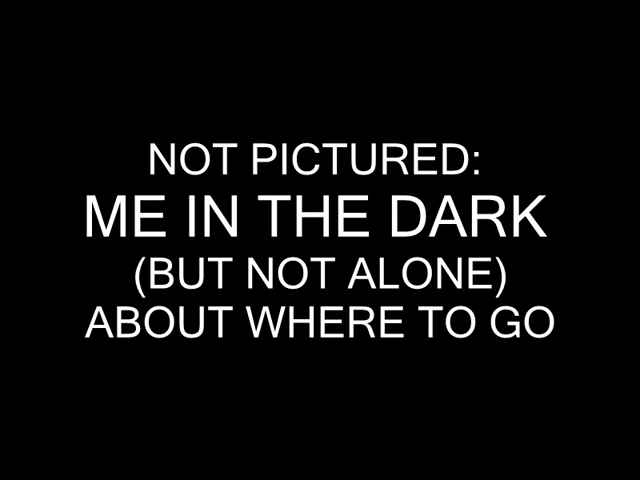 NOT PICTURED:
ME IN THE DARK
(BUT NOT ALONE)
ABOUT WHERE TO GO